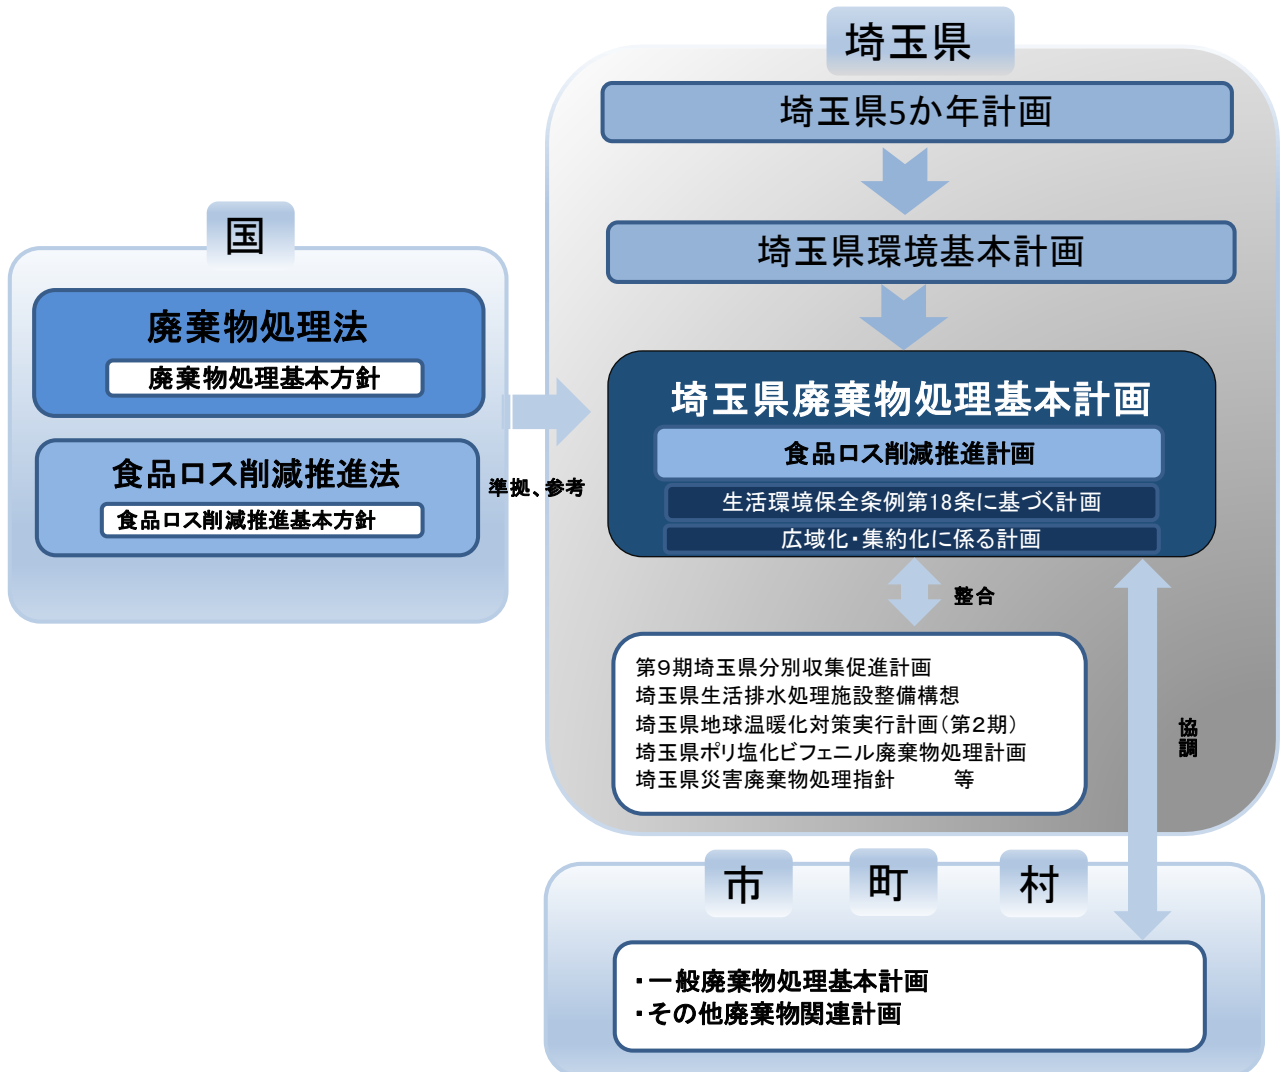 埼玉県
埼玉県5か年計画
埼玉県環境基本計画
国
廃棄物処理法
廃棄物処理基本方針
食品ロス削減推進法
食品ロス削減推進基本方針
準拠、参考
埼玉県廃棄物処理基本計画
食品ロス削減推進計画
生活環境保全条例第18条に基づく計画
広域化・集約化に係る計画
整合
第9期埼玉県分別収集促進計画
埼玉県生活排水処理施設整備構想
埼玉県地球温暖化対策実行計画(第2期)
埼玉県ポリ塩化ビフェニル廃棄物処理計画
埼玉県災害廃棄物処理指針　　等
協調
市 町 村
・一般廃棄物処理基本計画
・その他廃棄物関連計画